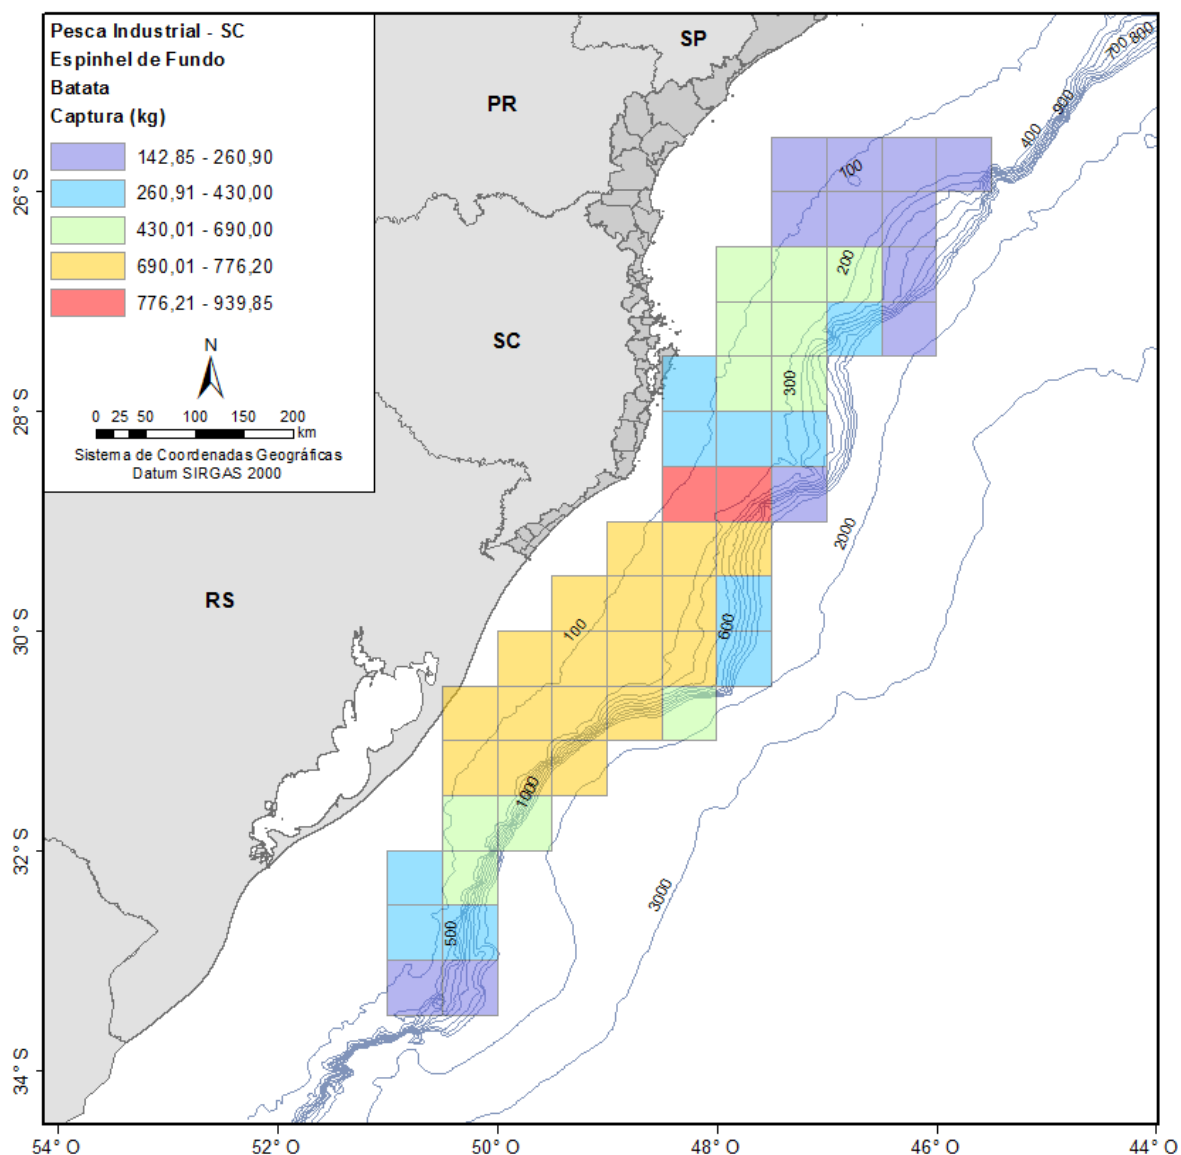 Pesca Industrial - SC
Espinhel de Fundo
Batata
Captura (kg)
142,85 - 260,90
260,91 - 430,00
430,01 - 690,00
690,01 - 776,20
776,21 - 939,85
N
0 25 50 100 150 200
km
Sistema de Coordenadas Geográficas
Datum SIRGAS 2000
SP
PR
SC
RS
700
800
900
400
100
200
300
2000
600
100
1000
3000
500
26° S
28° S
30° S
32° S
34° S
54° O
52° O
50° O
48° O
46° O
44° O